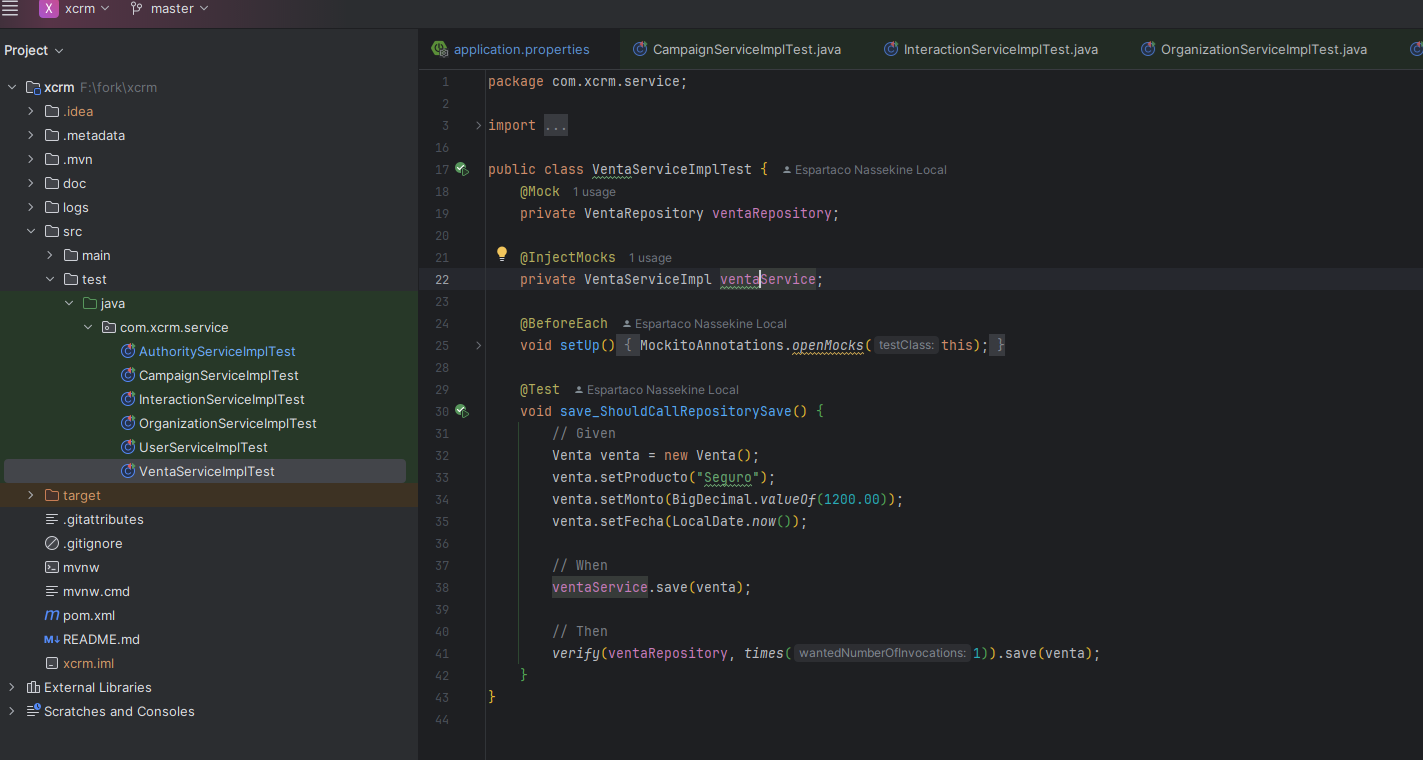 X xcrm master
Project
application.properties CampaignServiceImplTest.java InteractionServiceImplTest.java OrganizationServiceImplTest.java
xcrm F:\fork\xcrm
.idea
.metadata
.mvn
doc
logs
src
main
test
java
com.xcrm.service
AuthorityServiceImplTest
CampaignServiceImplTest
InteractionServiceImplTest
OrganizationServiceImplTest
UserServiceImplTest
VentaServiceImplTest
target
.gitattributes
.gitignore
mvnw
mvnw.cmd
pom.xml
README.md
xcrm.iml
External Libraries
Scratches and Consoles
1 package com.xcrm.service;
2
3 import ...
16
17 public class VentaServiceImplTest { Espartaco Nassekine Local
18 @Mock 1 usage
19 private VentaRepository ventaRepository;
20
21 @InjectMocks 1 usage
22 private VentaServiceImpl ventaService;
23
24 @BeforeEach Espartaco Nassekine Local
25 void setUp() { MockitoAnnotations.openMocks( testClass: this); }
28
29 @Test Espartaco Nassekine Local
30 void save_ShouldCallRepositorySave() {
31 // Given
32 Venta venta = new Venta();
33 venta.setProducto("Seguro");
34 venta.setMonto(BigDecimal.valueOf(1200.00));
35 venta.setFecha(LocalDate.now());
36
37 // When
38 ventaService.save(venta);
39
40 // Then
41 verify(ventaRepository, times( wantedNumberOfInvocations: 1)).save(venta);
42 }
43 }
44